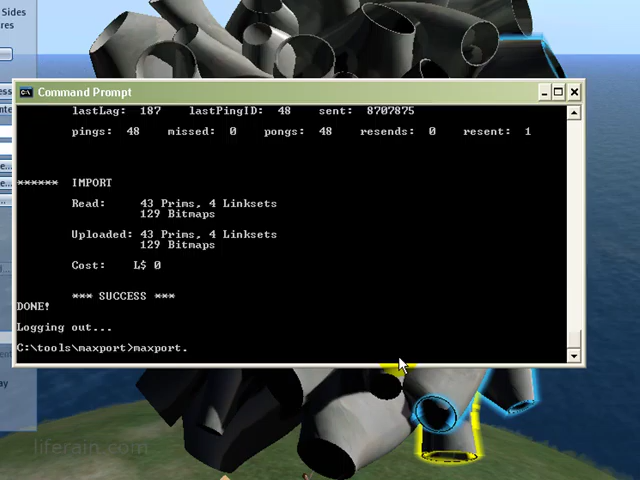 Sides
res
Command Prompt
lastLag: 187 lastPingID: 48 sent: 8707875
pings: 48 missed: 0 pongs: 48 resends: 0 resent: 1
****** IMPORT
Read: 43 Prims, 4 Linksets
129 Bitmaps
Uploaded: 43 Prims, 4 Linksets
129 Bitmaps
Cost: L$ 0
*** SUCCESS ***
DONE!
Logging out...
C:\tools\maxport>maxport.
liferain.com